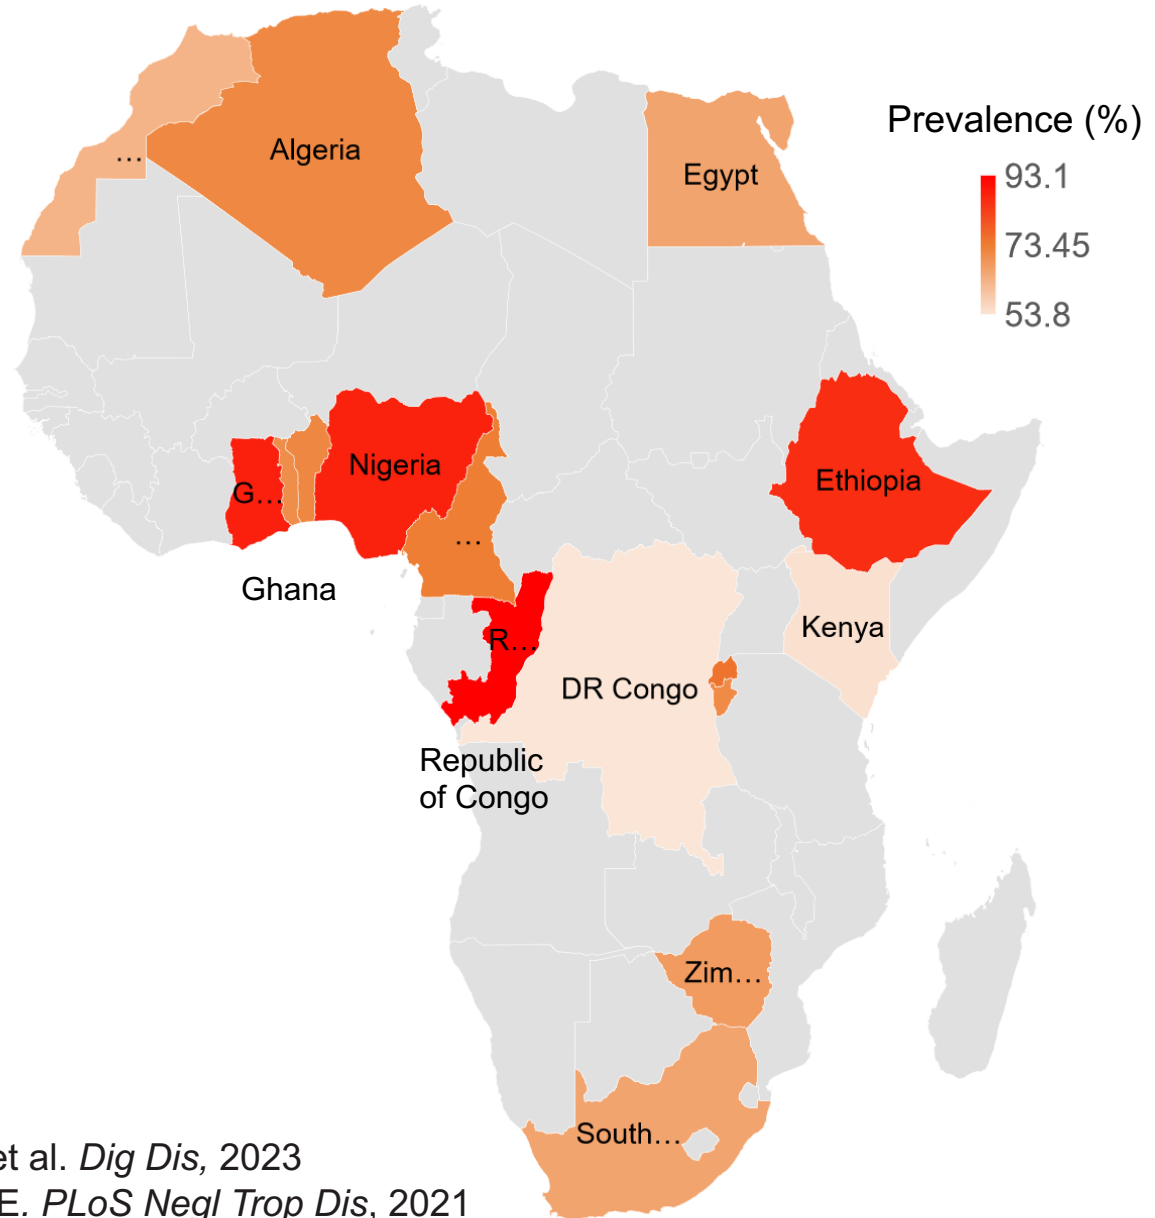 Prevalence (%)
93.1
73.45
53.8
Algeria
...
Egypt
Nigeria
G...
Ethiopia
...
Ghana
R...
Kenya
DR Congo
Republic
of Congo
Zim...
South...
et al. Dig Dis, 2023
E. PLoS Negl Trop Dis, 2021